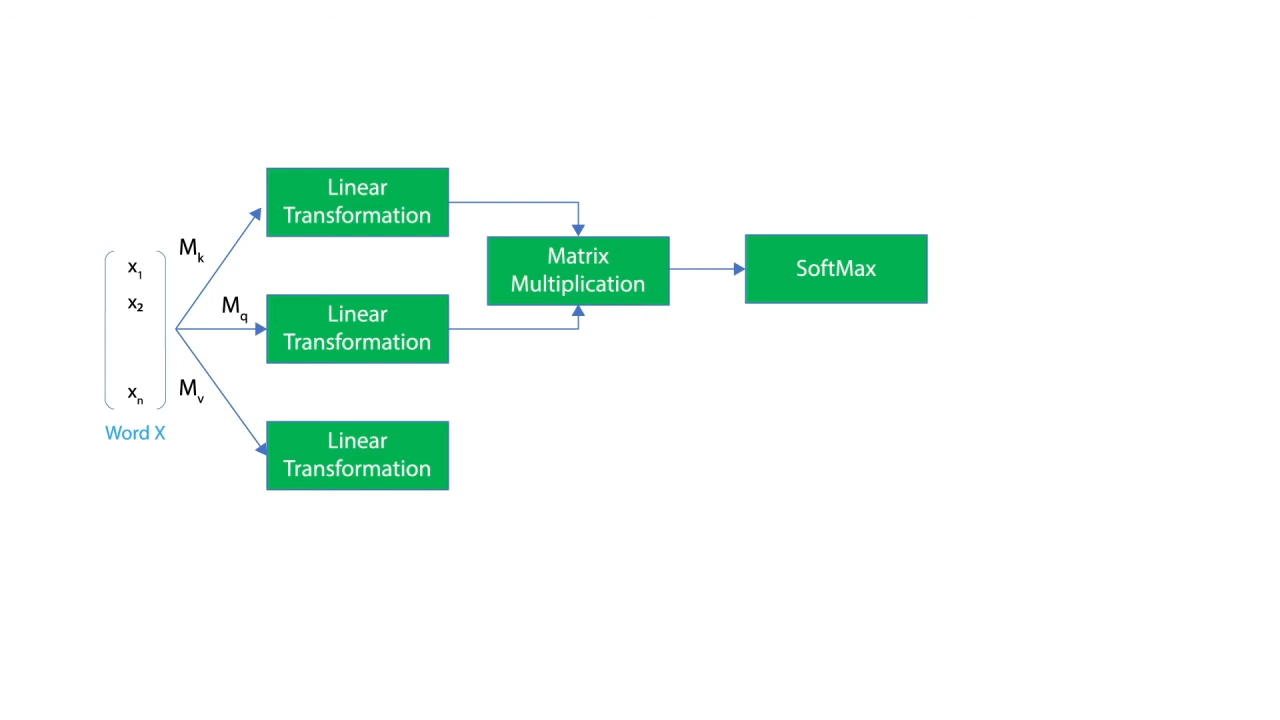 Linear
Transformation
M_k
x_1
x_2
x_n
Word X
M_q
Linear
Transformation
M_v
Linear
Transformation
Matrix
Multiplication
SoftMax